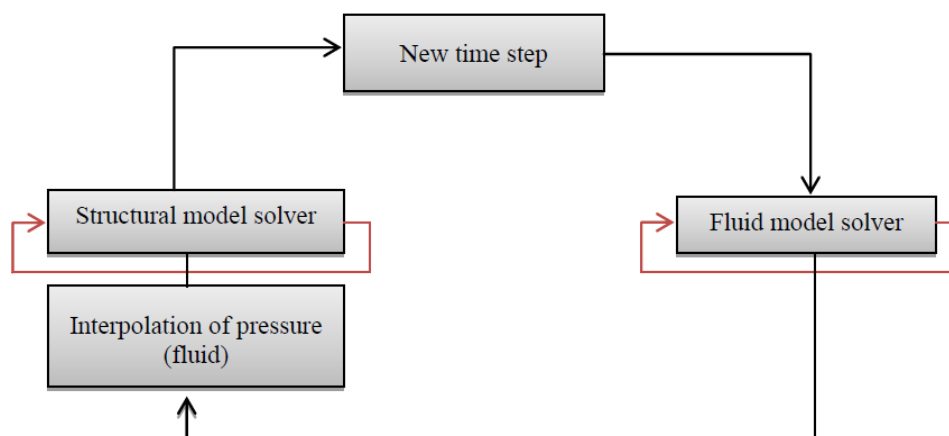 New time step
Structural model solver
Fluid model solver
Interpolation of pressure
(fluid)